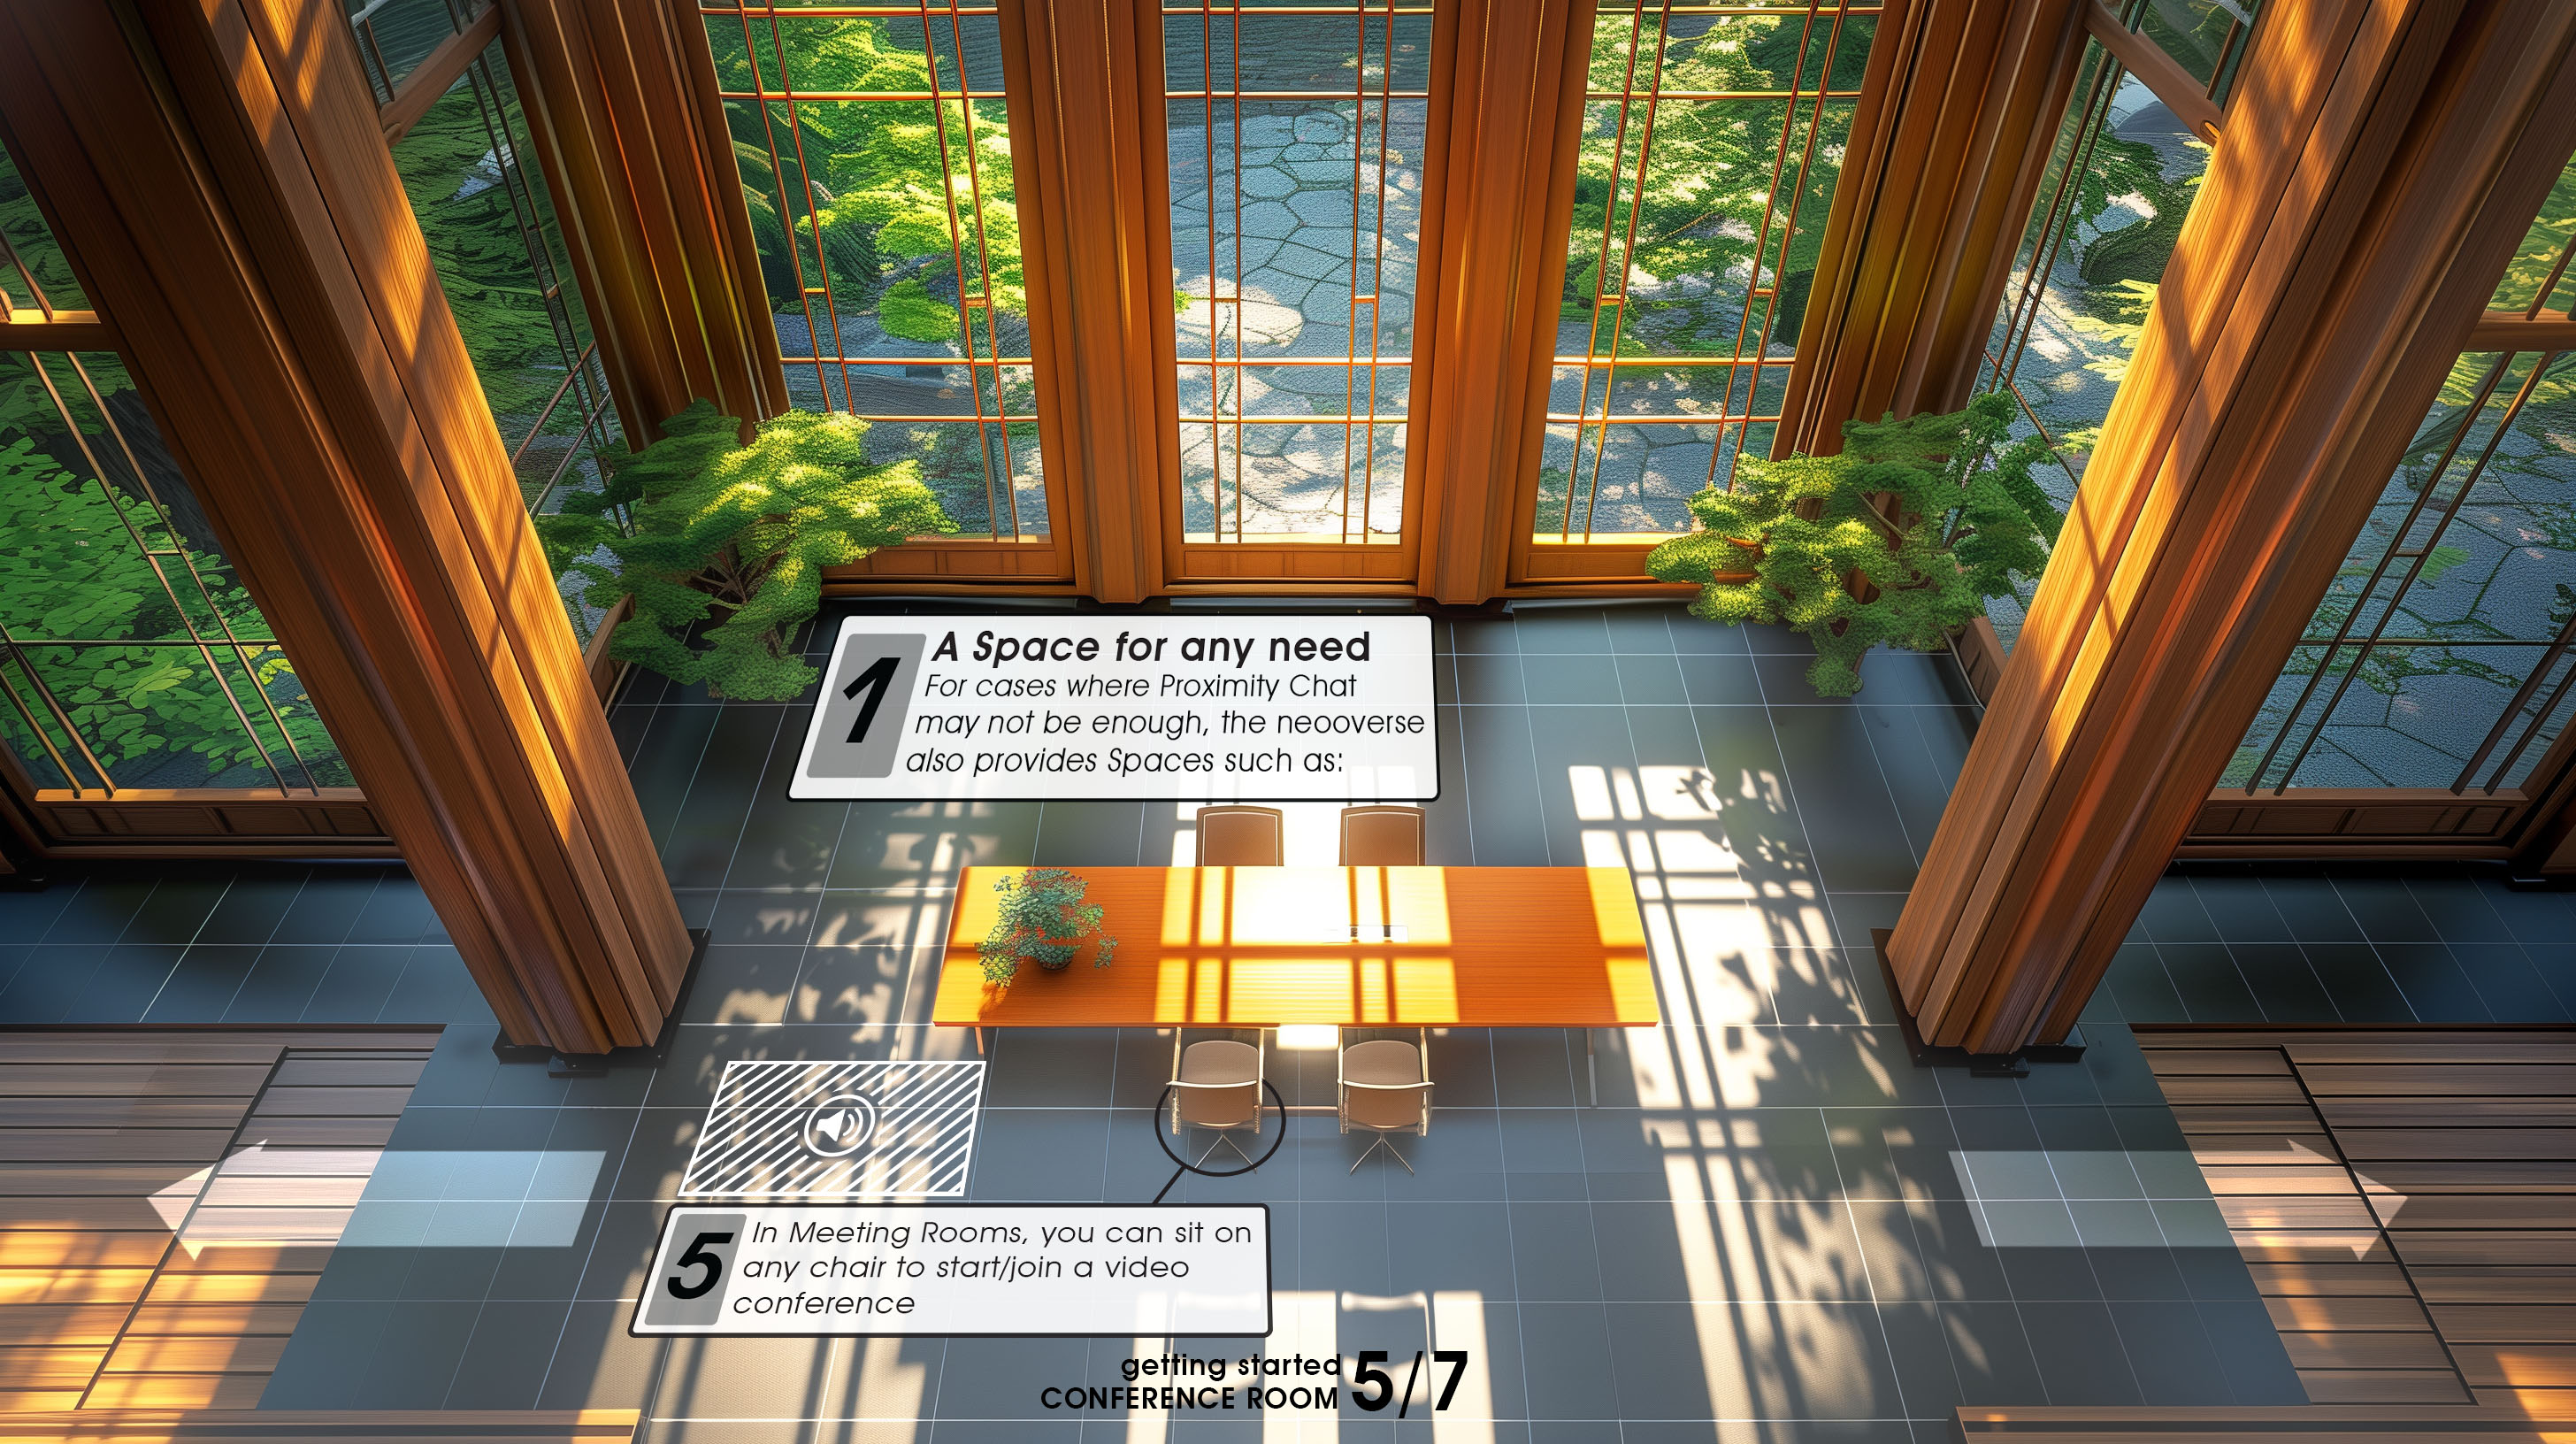 1
A Space for any need
For cases where Proximity Chat
may not be enough, the neooverse
also provides Spaces such as:
5
In Meeting Rooms, you can sit on
any chair to start/join a video
conference
getting started
CONFERENCE ROOM 5/7